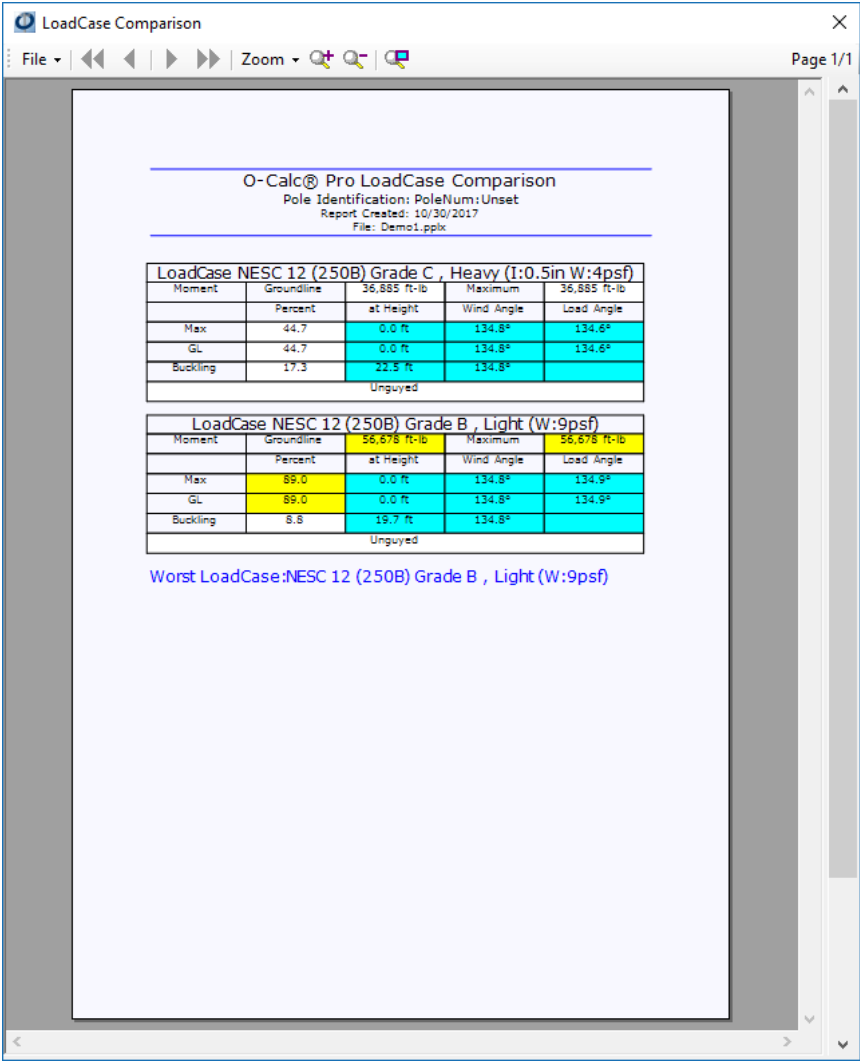 LoadCase Comparison
File Zoom Page 1/1
O-Calc® Pro LoadCase Comparison
Pole Identification: PoleNum:Unset
Report Created: 10/30/2017
File: Demo1.pplx
LoadCase NESC 12 (250B) Grade C , Heavy (I:0.5in W:4psf)
Moment Groundline 36,885 ft-lb Maximum 36,885 ft-lb
Percent at Height Wind Angle Load Angle
Max 44.7 0.0 ft 134.8° 134.6°
GL 44.7 0.0 ft 134.8° 134.6°
Buckling 17.3 22.5 ft 134.8°
Unguyed
LoadCase NESC 12 (250B) Grade B , Light (W:9psf)
Moment Groundline 56,678 ft-lb Maximum 56,678 ft-lb
Percent at Height Wind Angle Load Angle
Max 89.0 0.0 ft 134.8° 134.9°
GL 89.0 0.0 ft 134.8° 134.9°
Buckling 8.8 19.7 ft 134.8°
Unguyed
Worst LoadCase:NESC 12 (250B) Grade B , Light (W:9psf)